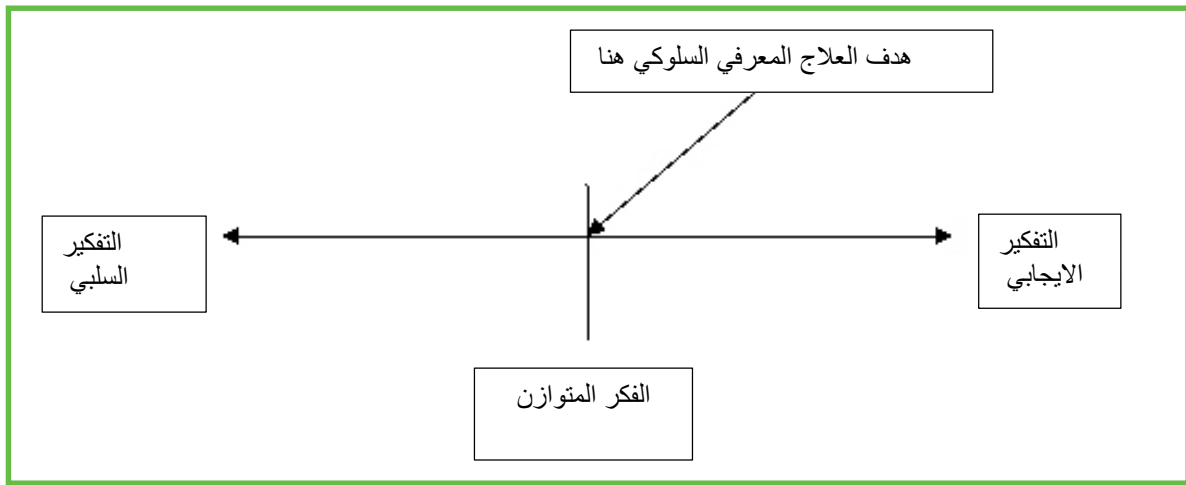 هدف العلاج المعرفي السلوكي هنا
التفكير
الايجابي
التفكير
السلبي
الفكر المتوازن